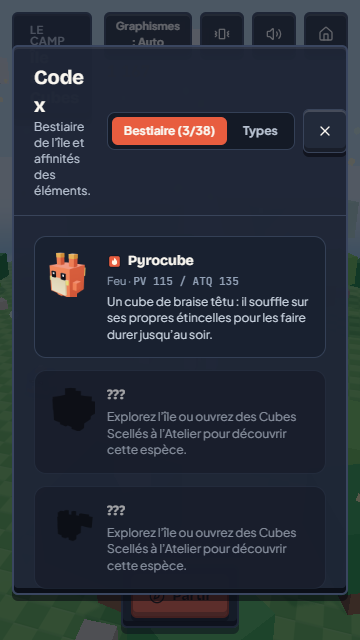 LE
CAMP
Graphismes
: Auto
Code
x
Bestiaire
de l'île et
affinités
des
éléments.
Bestiaire (3/38)
Types
Pyrocube
Feu · PV 115 / ATQ 135
Un cube de braise têtu : il souffle sur
ses propres étincelles pour les faire
durer jusqu'au soir.
???
Explorez l'île ou ouvrez des Cubes
Scellés à l'Atelier pour découvrir
cette espèce.
???
Explorez l'île ou ouvrez des Cubes
Scellés à l'Atelier pour découvrir
cette espèce.
Partir